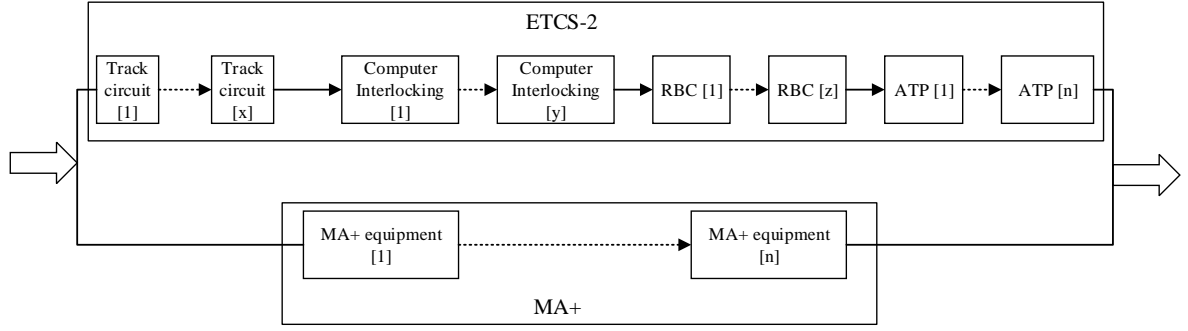 ETCS-2
Track
circuit
[1]
Track
circuit
[x]
Computer
Interlocking
[1]
Computer
Interlocking
[y]
RBC [1]
RBC [z]
ATP [1]
ATP [n]
MA+ equipment
[1]
MA+ equipment
[n]
MA+